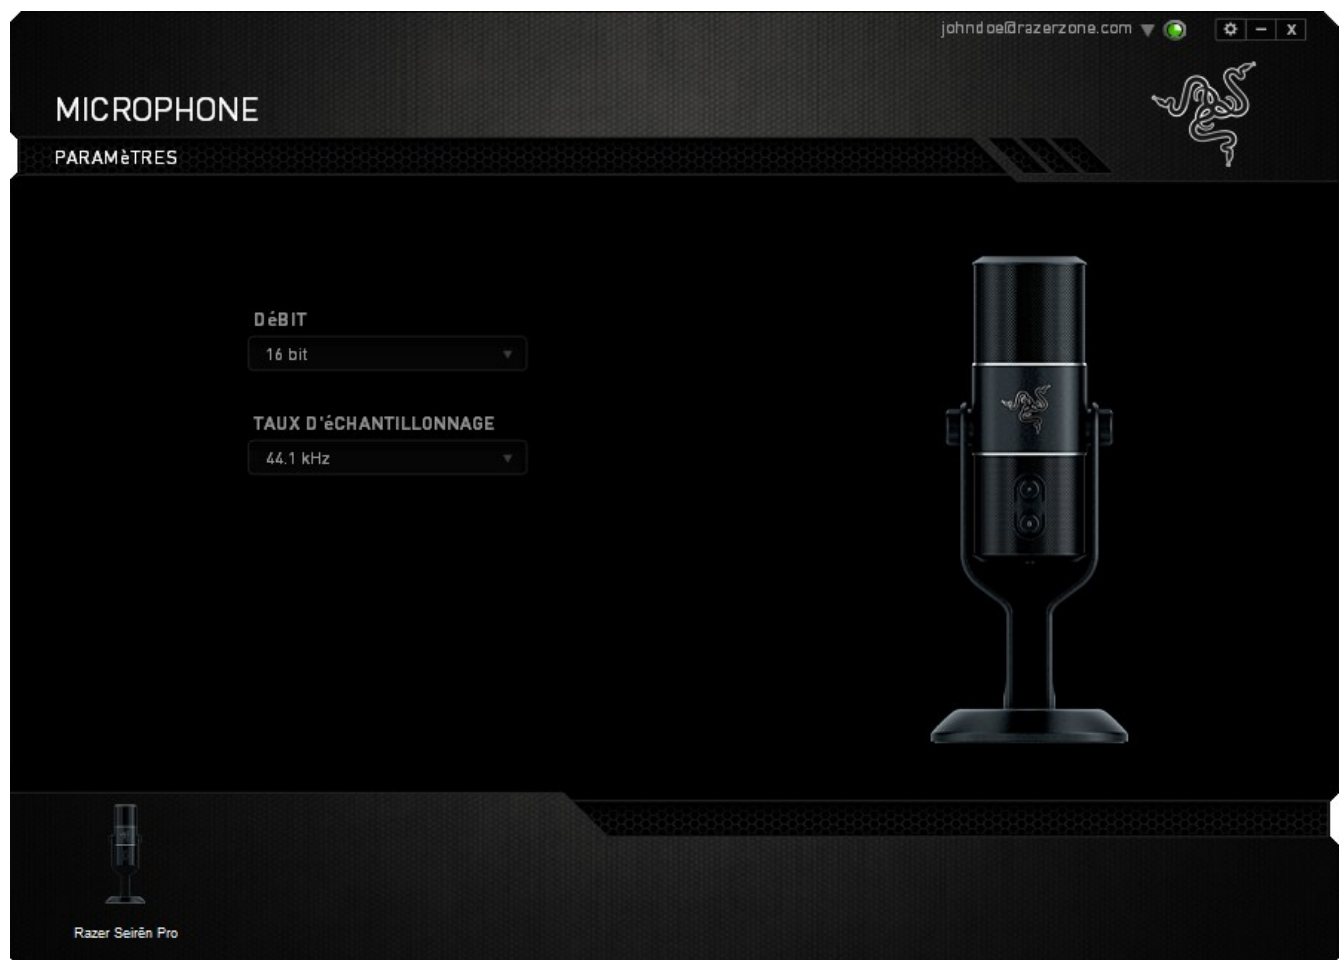 johndoe@razerzone.com
MICROPHONE
PARAMèTRES
DéBIT
16 bit
TAUX D'éCHANTILLONNAGE
44.1 kHz
Razer Seirēn Pro